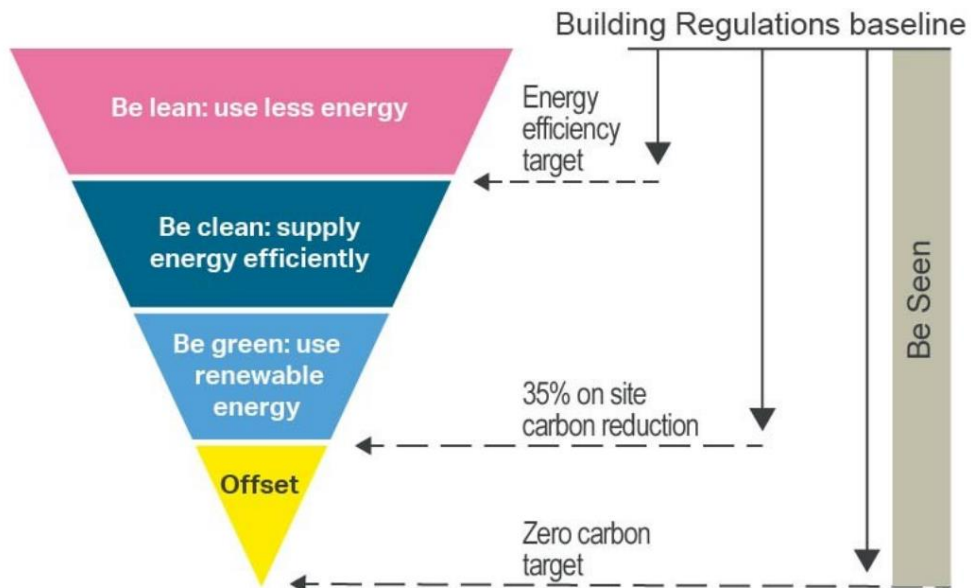 Building Regulations baseline
Be lean: use less energy
Energy
efficiency
target
Be clean: supply
energy efficiently
Be green: use
renewable
energy
35% on site
carbon reduction
Offset
Zero carbon
target
Be Seen